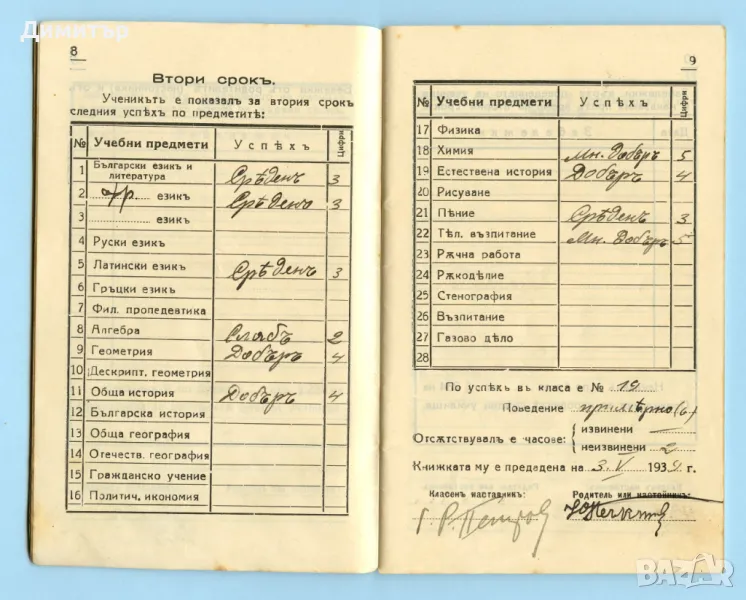 Димитър
8
Втори срокъ.
Ученикътъ е показалъ за втория срокъ
следния успѣхъ по предметитѣ:
№ Учебни предмети Успѣхъ Цифри
1 Български езикъ и литература Срѣденъ 3
2 фр. езикъ Срѣденъ 3
3 езикъ
4 Руски езикъ
5 Латински езикъ Срѣденъ 3
6 Гръцки езикъ
7 Фил. пропедевтика
8 Алгебра Слабъ 2
9 Геометрия Добъръ 4
10 Дескрипт. геометрия
11 Обща история Добъръ 4
12 Българска история
13 Обща география
14 Отечеств. география
15 Гражданско учение
16 Политич. икономия
9
№ Учебни предмети Успѣхъ Цифри
17 Физика
18 Химия Мн. Добъръ 5
19 Естествена история Добъръ 4
20 Рисуване
21 Пѣние Срѣденъ 3
22 Тѣл. възпитание Мн. Добъръ 5
23 Рѫчна работа
24 Рѫкодѣлие
25 Стенография
26 Възпитание
27 Газово дѣло
28
По успѣхъ въ класа е № 19
Поведение примѣрно (6)
Отсѫтствувалъ е часове: { извинени
неизвинени 2
Книжката му е предадена на 3.V 1939. г.
Класенъ наставникъ: Родитель или настойникъ:
BAZAR